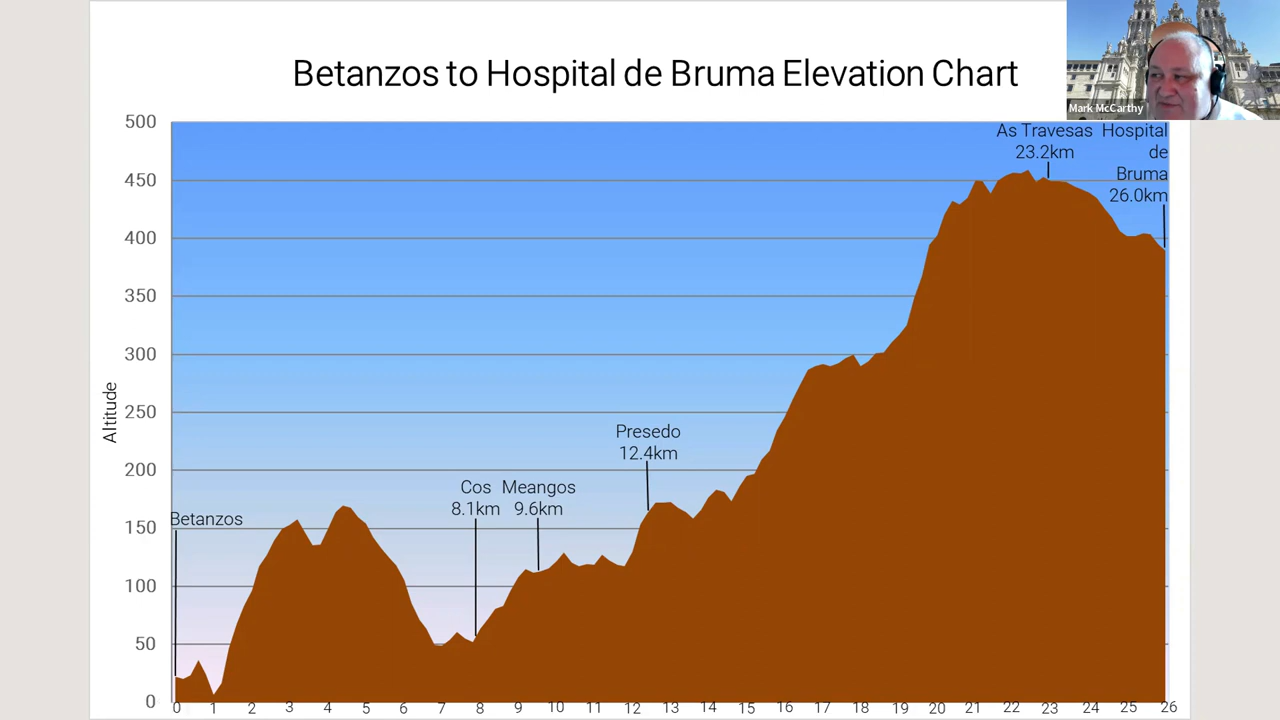 Betanzos to Hospital de Bruma Elevation Chart
Mark McCarthy
500
450
400
350
300
250
200
150
100
50
0
Altitude
As Travesas
23.2km
Hospital
de
Bruma
26.0km
Presedo
12.4km
Cos
8.1km
Meangos
9.6km
Betanzos
0 1 2 3 4 5 6 7 8 9 10 11 12 13 14 15 16 17 18 19 20 21 22 23 24 25 26